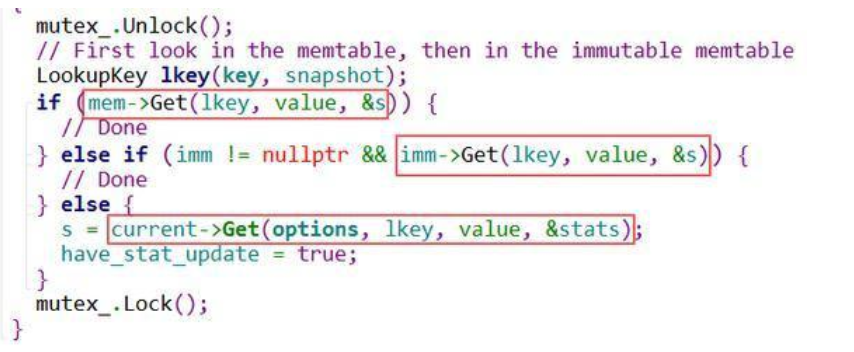 {
  mutex_.Unlock();
  // First look in the memtable, then in the immutable memtable
  LookupKey lkey(key, snapshot);
  if (mem->Get(lkey, value, &s)) {
    // Done
  } else if (imm != nullptr && imm->Get(lkey, value, &s)) {
    // Done
  } else {
    s = current->Get(options, lkey, value, &stats);
    have_stat_update = true;
  }
  mutex_.Lock();
}